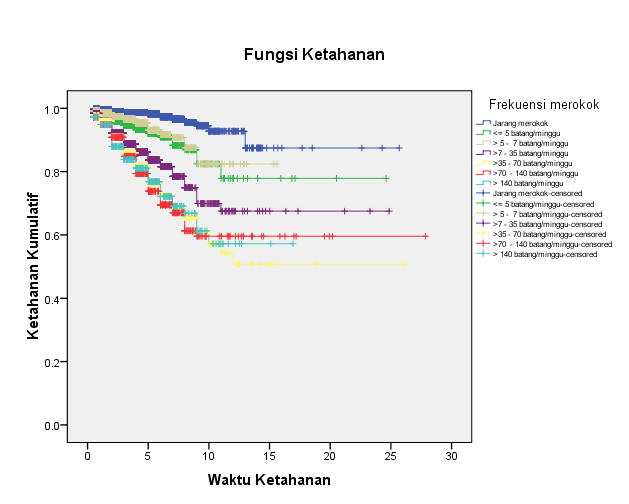 Fungsi Ketahanan
Frekuensi merokok
Jarang merokok
<= 5 batang/minggu
> 5 - 7 batang/minggu
>7 - 35 batang/minggu
>35 - 70 batang/minggu
>70 - 140 batang/minggu
> 140 batang/minggu
Jarang merokok-censored
<= 5 batang/minggu-censored
> 5 - 7 batang/minggu-censored
>7 - 35 batang/minggu-censored
>35 - 70 batang/minggu-censored
>70 - 140 batang/minggu-censored
> 140 batang/minggu-censored
Ketahanan Kumulatif
1.0
0.8
0.6
0.4
0.2
0.0
0 5 10 15 20 25 30
Waktu Ketahanan